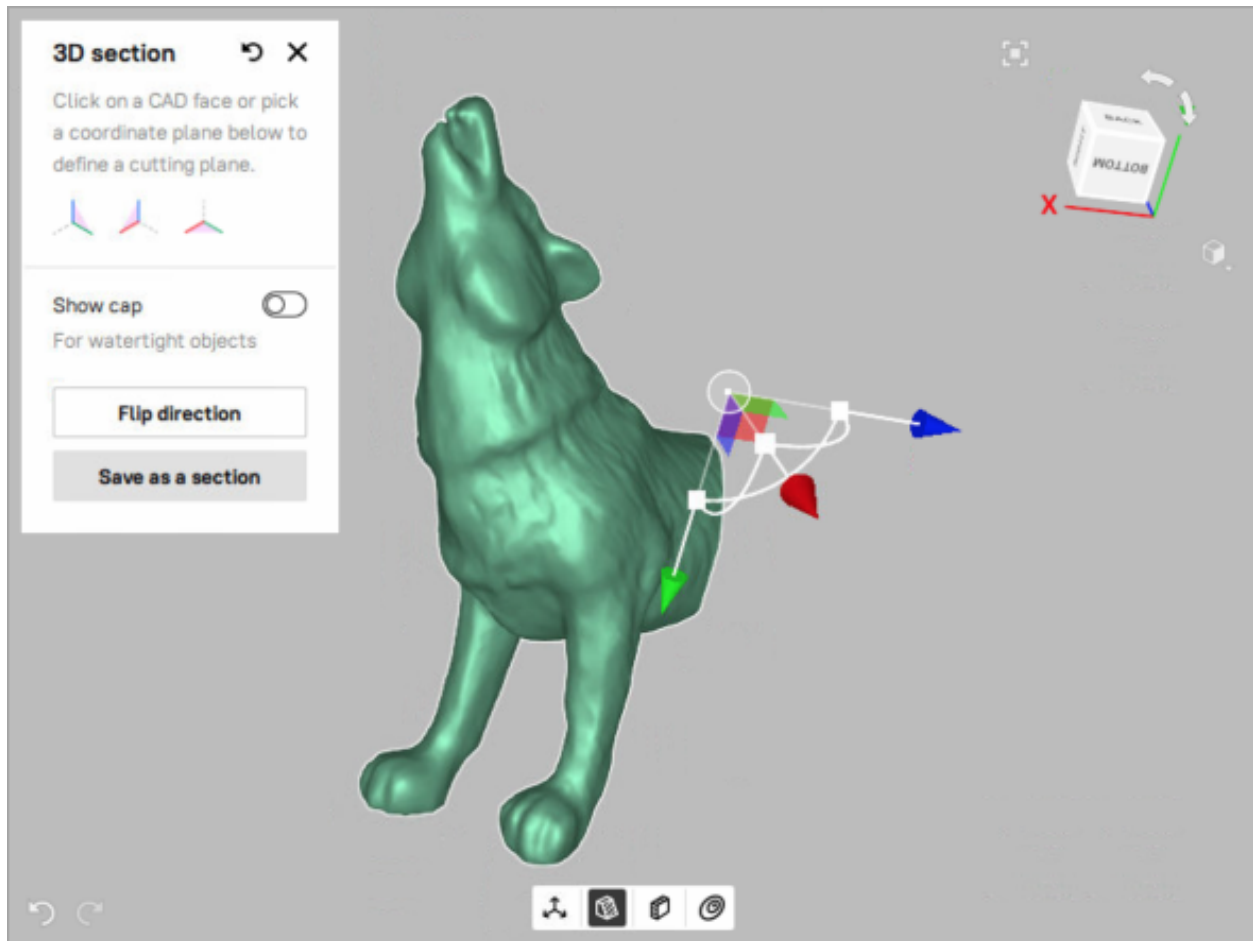 3D section
Click on a CAD face or pick
a coordinate plane below to
define a cutting plane.
Show cap
For watertight objects
Flip direction
Save as a section
BACK
BOTTOM
X